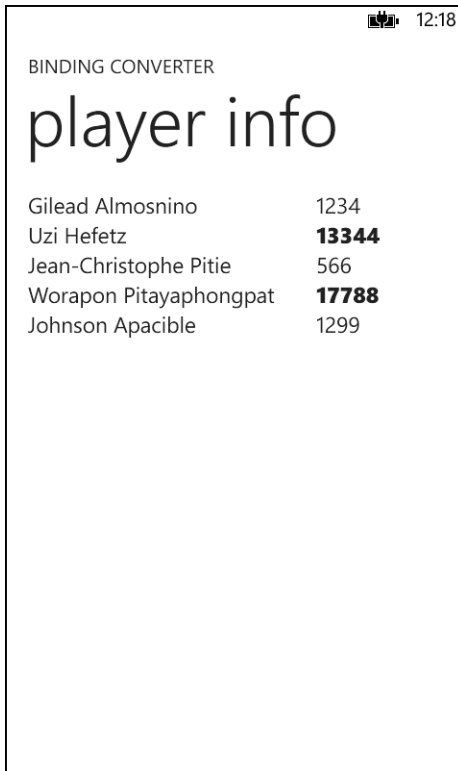 12:18
BINDING CONVERTER
player info
Gilead Almosnino 1234
Uzi Hefetz 13344
Jean-Christophe Pitie 566
Worapon Pitayaphongpat 17788
Johnson Apacible 1299